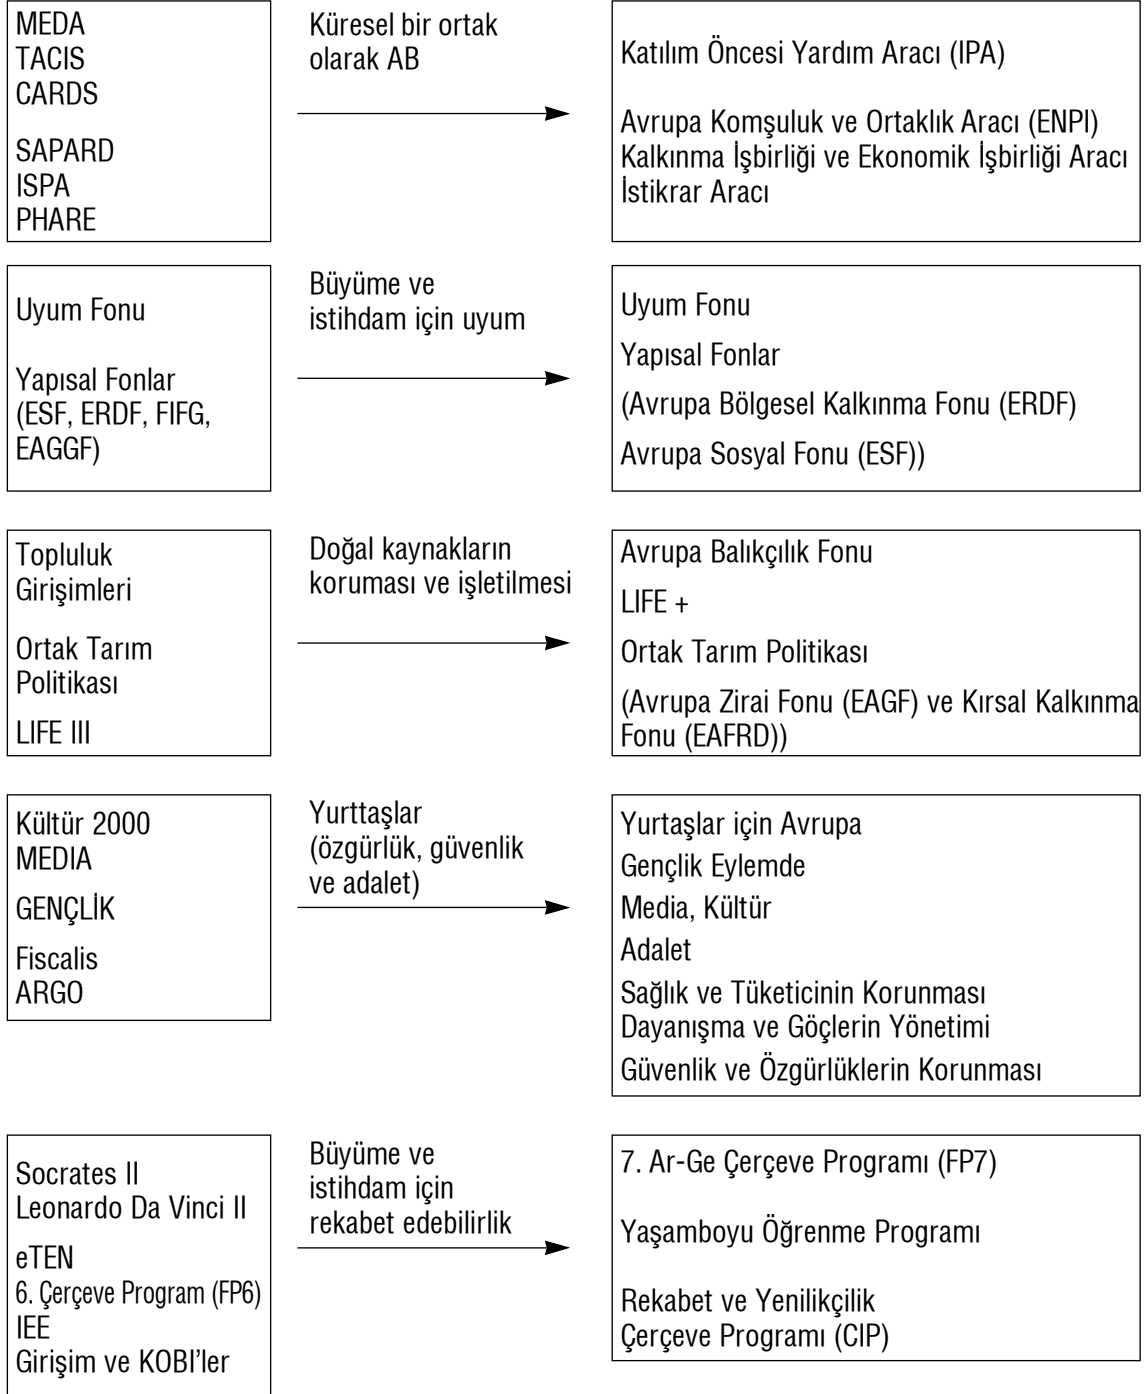 MEDA
TACIS
CARDS
SAPARD
ISPA
PHARE
Küresel bir ortak
olarak AB
Katılım Öncesi Yardım Aracı (IPA)
Avrupa Komşuluk ve Ortaklık Aracı (ENPI)
Kalkınma İşbirliği ve Ekonomik İşbirliği Aracı
İstikrar Aracı
Uyum Fonu
Yapısal Fonlar
(ESF, ERDF, FIFG,
EAGGF)
Büyüme ve
istihdam için uyum
Uyum Fonu
Yapısal Fonlar
(Avrupa Bölgesel Kalkınma Fonu (ERDF)
Avrupa Sosyal Fonu (ESF))
Topluluk
Girişimleri
Ortak Tarım
Politikası
LIFE III
Doğal kaynakların
koruması ve işletilmesi
Avrupa Balıkçılık Fonu
LIFE +
Ortak Tarım Politikası
(Avrupa Zirai Fonu (EAGF) ve Kırsal Kalkınma
Fonu (EAFRD))
Kültür 2000
MEDIA
GENÇLİK
Fiscalis
ARGO
Yurttaşlar
(özgürlük, güvenlik
ve adalet)
Yurtaşlar için Avrupa
Gençlik Eylemde
Media, Kültür
Adalet
Sağlık ve Tüketicinin Korunması
Dayanışma ve Göçlerin Yönetimi
Güvenlik ve Özgürlüklerin Korunması
Socrates II
Leonardo Da Vinci II
eTEN
6. Çerçeve Program (FP6)
IEE
Girişim ve KOBI'ler
Büyüme ve
istihdam için
rekabet edebilirlik
7. Ar-Ge Çerçeve Programı (FP7)
Yaşamboyu Öğrenme Programı
Rekabet ve Yenilikçilik
Çerçeve Programı (CIP)